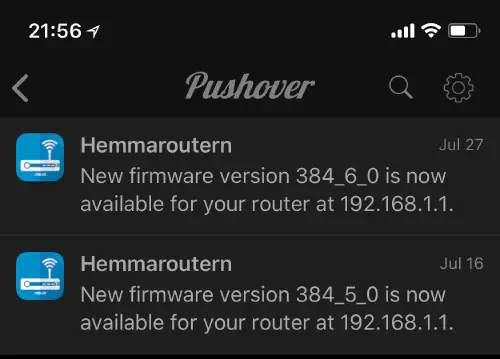 21:56
Pushover
Hemmaroutern Jul 27
New firmware version 384_6_0 is now
available for your router at 192.168.1.1.
Hemmaroutern Jul 16
New firmware version 384_5_0 is now
available for your router at 192.168.1.1.